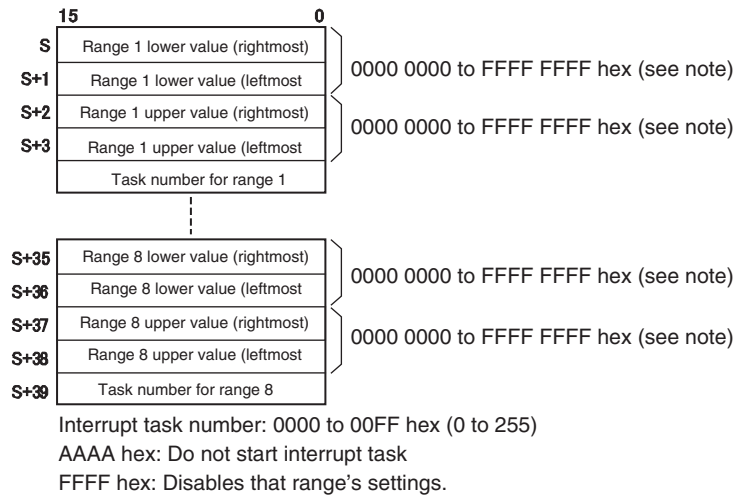 15 0
S Range 1 lower value (rightmost)
0000 0000 to FFFF FFFF hex (see note)
S+1 Range 1 lower value (leftmost
S+2 Range 1 upper value (rightmost)
0000 0000 to FFFF FFFF hex (see note)
S+3 Range 1 upper value (leftmost
Task number for range 1
S+35 Range 8 lower value (rightmost)
0000 0000 to FFFF FFFF hex (see note)
S+36 Range 8 lower value (leftmost
S+37 Range 8 upper value (rightmost)
0000 0000 to FFFF FFFF hex (see note)
S+38 Range 8 upper value (leftmost
S+39 Task number for range 8
Interrupt task number: 0000 to 00FF hex (0 to 255)
AAAA hex: Do not start interrupt task
FFFF hex: Disables that range's settings.